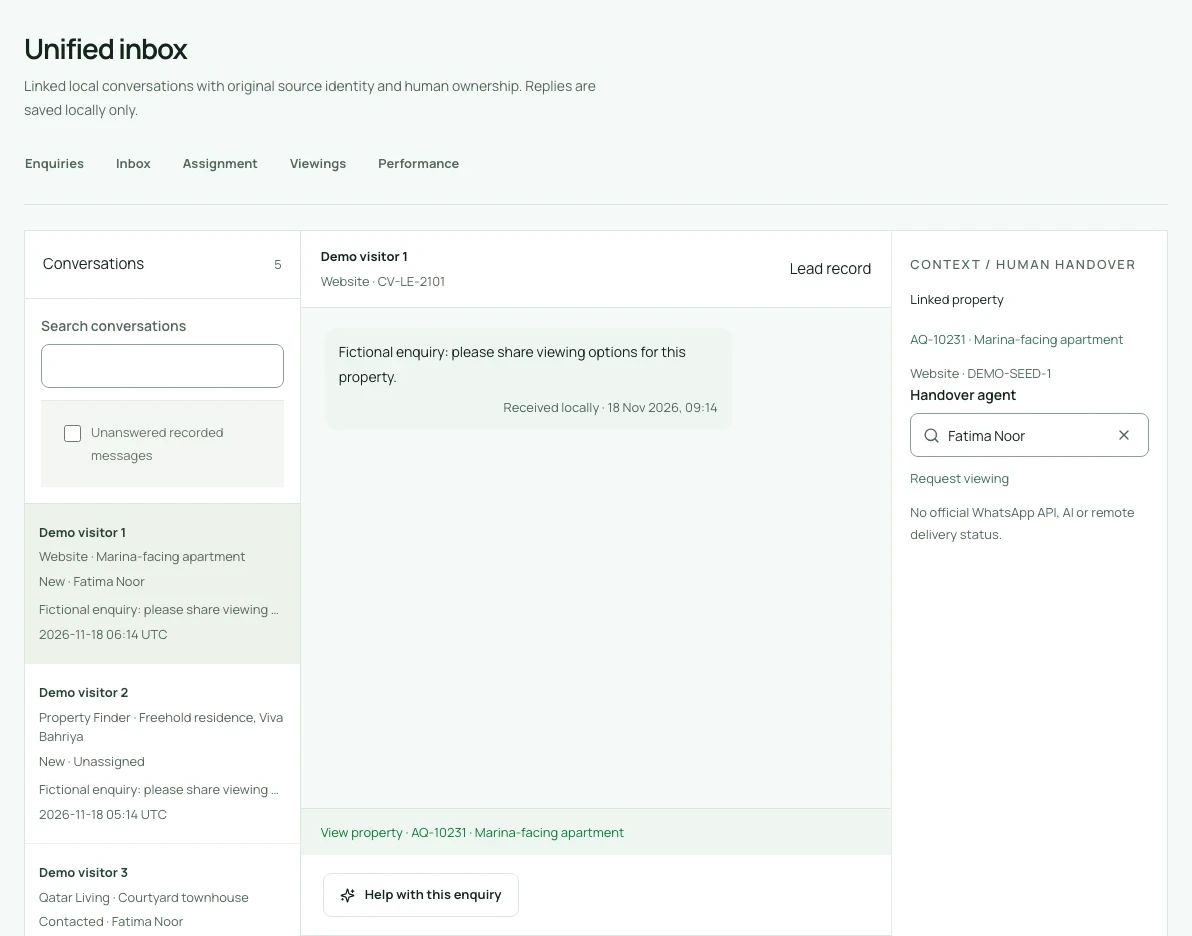 Unified inbox
Linked local conversations with original source identity and human ownership. Replies are
saved locally only.
Enquiries
Inbox
Assignment
Viewings
Performance
Conversations
5
Search conversations
Unanswered recorded
messages
Demo visitor 1
Website · Marina-facing apartment
New · Fatima Noor
Fictional enquiry: please share viewing ...
2026-11-18 06:14 UTC
Demo visitor 2
Property Finder · Freehold residence, Viva
Bahriya
New · Unassigned
Fictional enquiry: please share viewing ...
2026-11-18 05:14 UTC
Demo visitor 3
Qatar Living · Courtyard townhouse
Contacted · Fatima Noor
Demo visitor 1
Website · CV-LE-2101
Lead record
Fictional enquiry: please share viewing options for this
property.
Received locally · 18 Nov 2026, 09:14
View property · AQ-10231 · Marina-facing apartment
Help with this enquiry
CONTEXT / HUMAN HANDOVER
Linked property
AQ-10231 · Marina-facing apartment
Website · DEMO-SEED-1
Handover agent
Fatima Noor
Request viewing
No official WhatsApp API, AI or remote
delivery status.